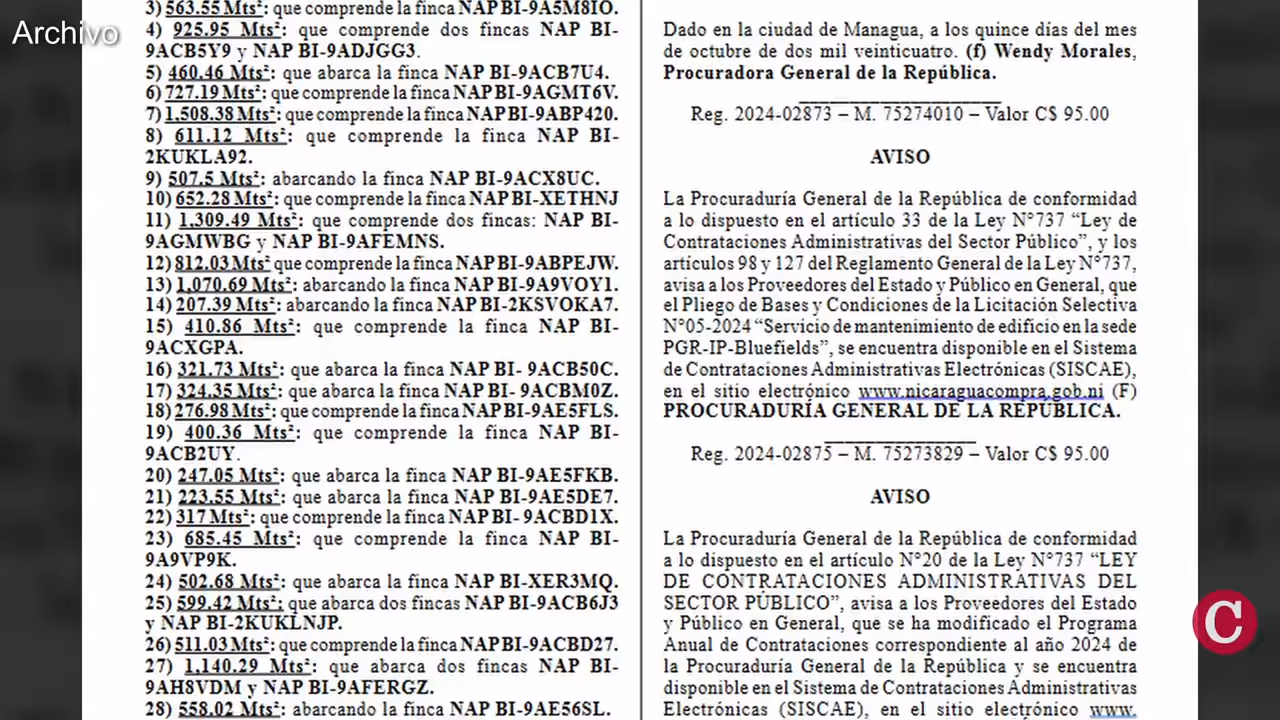 Archivo
3) 563.55 Mts²: que comprende la finca NAP BI-9A5M8IO.
4) 925.95 Mts²: que comprende dos fincas NAP BI-
9ACB5Y9 y NAP BI-9ADJGG3.
5) 460.46 Mts²: que abarca la finca NAP BI-9ACB7U4.
6) 727.19 Mts²: que comprende la finca NAP BI-9AGMT6V.
7) 1,508.38 Mts²: que comprende la finca NAP BI-9ABP420.
8) 611.12 Mts²: que comprende la finca NAP BI-
2KUKLA92.
9) 507.5 Mts²: abarcando la finca NAP BI-9ACX8UC.
10) 652.28 Mts²: que comprende la finca NAP BI-XETHNJ
11) 1,309.49 Mts²: que comprende dos fincas: NAP BI-
9AGMWBG y NAP BI-9AFEMNS.
12) 812.03 Mts² que comprende la finca NAP BI-9ABPEJW.
13) 1,070.69 Mts²: abarcando la finca NAP BI-9A9VOY1.
14) 207.39 Mts²: abarcando la finca NAP BI-2KSVOKA7.
15) 410.86 Mts²: que comprende la finca NAP BI-
9ACXGPA.
16) 321.73 Mts²: que abarca la finca NAP BI-9ACB50C.
17) 324.35 Mts²: que abarca la finca NAP BI- 9ACBM0Z.
18) 276.98 Mts²: que comprende la finca NAP BI-9AE5FLS.
19) 400.36 Mts²: que comprende la finca NAP BI-
9ACB2UY.
20) 247.05 Mts²: que abarca la finca NAP BI-9AE5FKB.
21) 223.55 Mts²: que abarca la finca NAP BI-9AE5DE7.
22) 317 Mts²: que comprende la finca NAP BI- 9ACBD1X.
23) 685.45 Mts²: que comprende la finca NAP BI-
9A9VP9K.
24) 502.68 Mts²: que abarca la finca NAP BI-XER3MQ.
25) 599.42 Mts²: que abarca dos fincas NAP BI-9ACB6J3
y NAP BI-2KUKLNJP.
26) 511.03 Mts²: que comprende la finca NAP BI-9ACBD27.
27) 1,140.29 Mts²: que abarca dos fincas NAP BI-
9AH8VDM y NAP BI-9AFERGZ.
28) 558.02 Mts²: abarcando la finca NAP BI-9AE56SL.
Dado en la ciudad de Managua, a los quince días del mes
de octubre de dos mil veinticuatro. (f) Wendy Morales,
Procuradora General de la República.
Reg. 2024-02873 – M. 75274010 – Valor C$ 95.00
AVISO
La Procuraduría General de la República de conformidad
a lo dispuesto en el artículo 33 de la Ley N°737 “Ley de
Contrataciones Administrativas del Sector Público”, y los
artículos 98 y 127 del Reglamento General de la Ley N°737,
avisa a los Proveedores del Estado y Público en General, que
el Pliego de Bases y Condiciones de la Licitación Selectiva
N°05-2024 “Servicio de mantenimiento de edificio en la sede
PGR-IP-Bluefields”, se encuentra disponible en el Sistema
de Contrataciones Administrativas Electrónicas (SISCAE),
en el sitio electrónico www.nicaraguacompra.gob.ni (F)
PROCURADURÍA GENERAL DE LA REPÚBLICA.
Reg. 2024-02875 – M. 75273829 – Valor C$ 95.00
AVISO
La Procuraduría General de la República de conformidad
a lo dispuesto en el artículo N°20 de la Ley N°737 “LEY
DE CONTRATACIONES ADMINISTRATIVAS DEL
SECTOR PÚBLICO”, avisa a los Proveedores del Estado
y Público en General, que se ha modificado el Programa
Anual de Contrataciones correspondiente al año 2024 de
la Procuraduría General de la República y se encuentra
disponible en el Sistema de Contrataciones Administrativas
Electrónicas (SISCAE), en el sitio electrónico www.
C